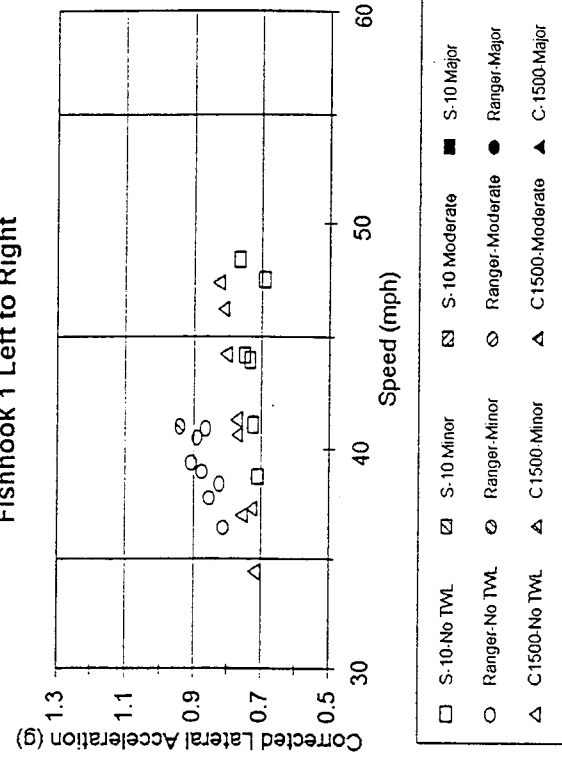 Fishhook 1 Left to Right
Corrected Lateral Acceleration (g)
1.3
1.1
0.9
0.7
0.5
30 40 50 60
Speed (mph)
S-10-No TWL S-10 Minor S-10 Moderate S-10 Major
Ranger-No TWL Ranger-Minor Ranger-Moderate Ranger-Major
C1500-No TWL C1500-Minor C1500-Moderate C-1500-Major